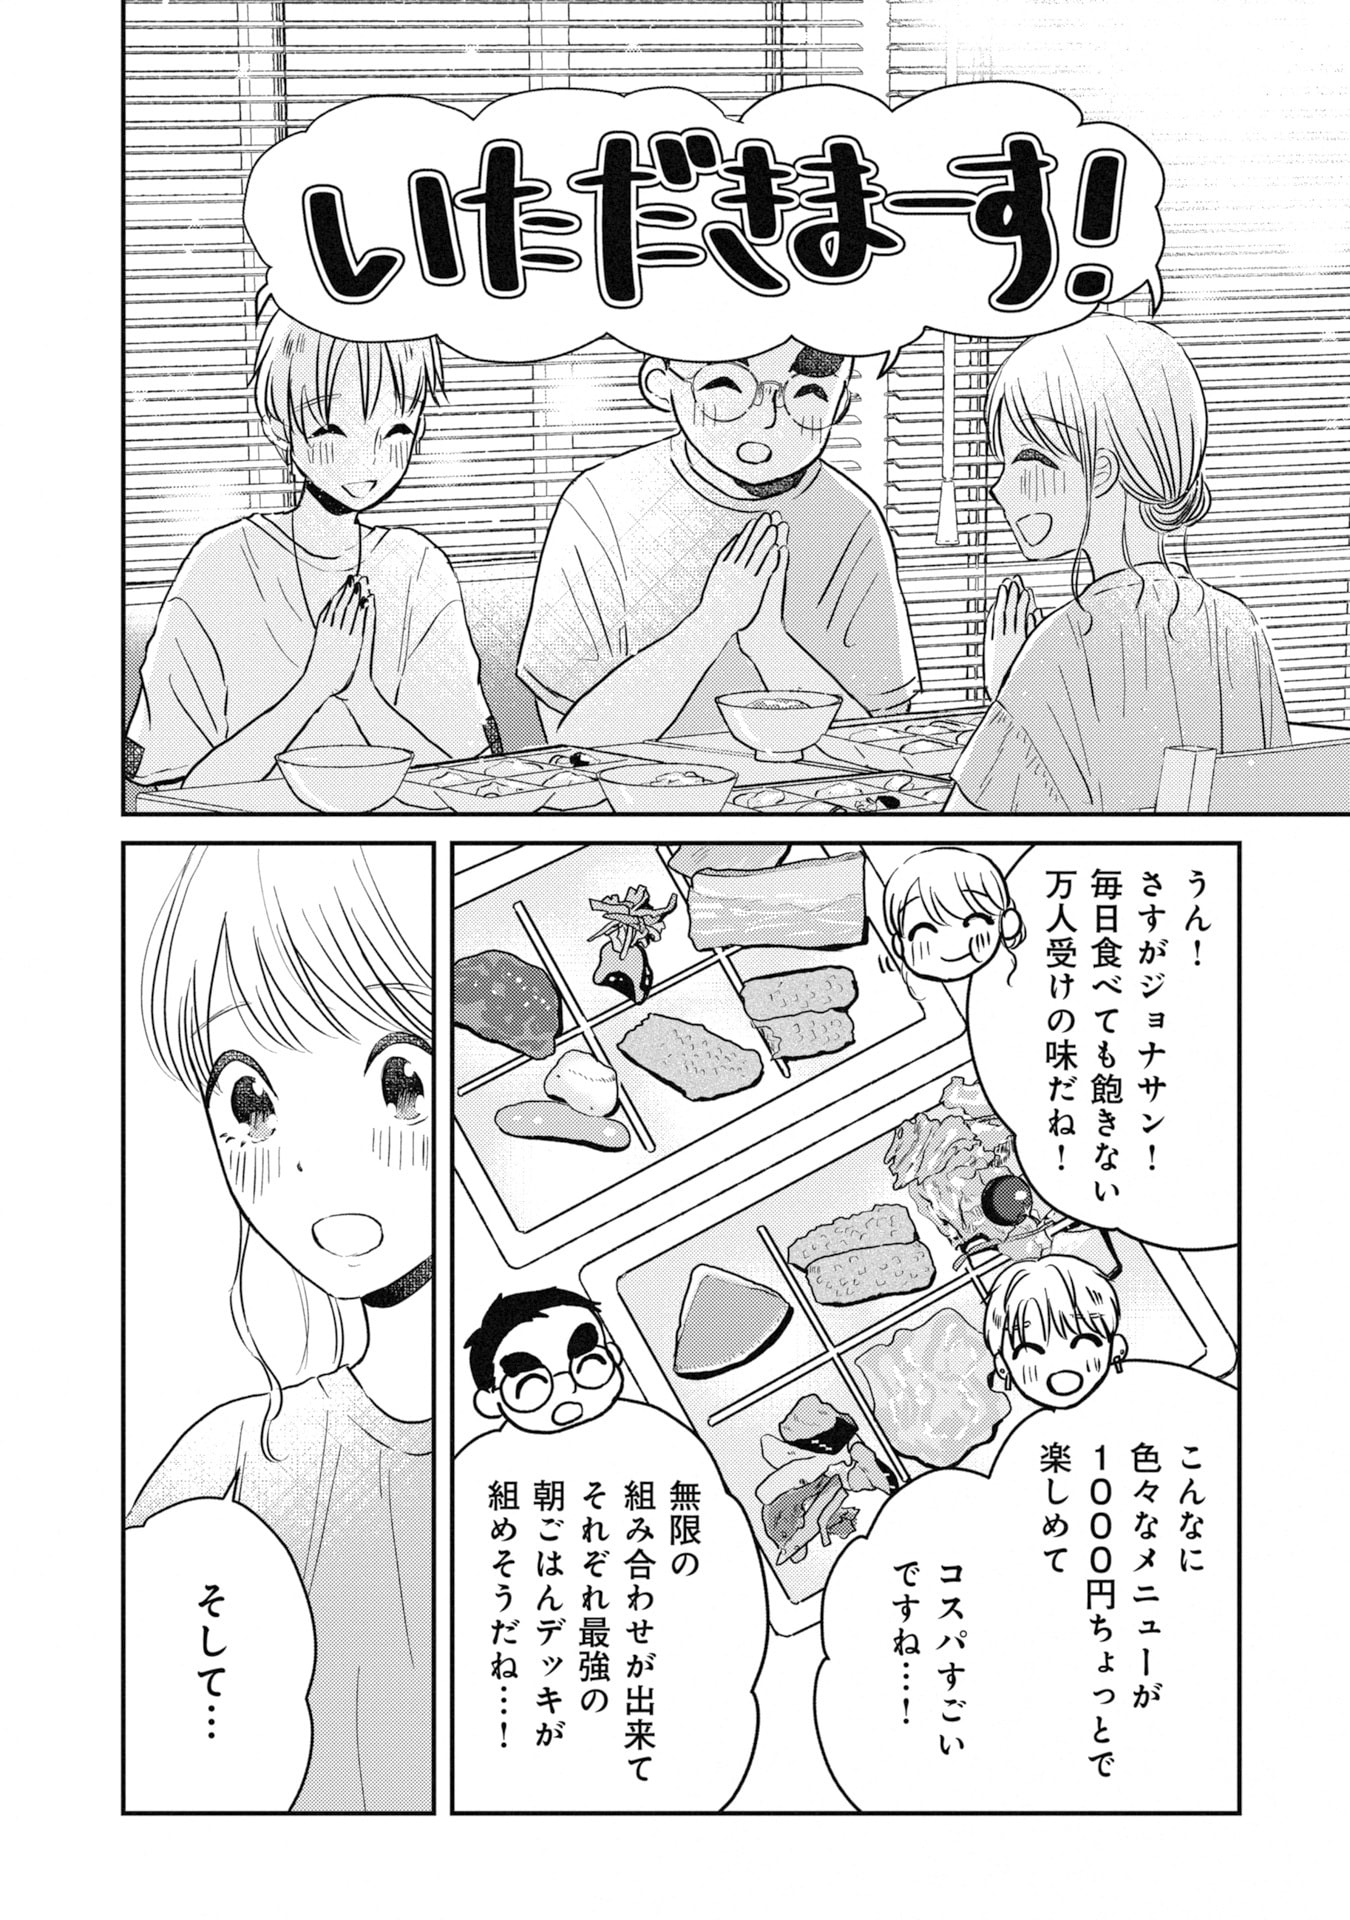 いただきまーす！
うん！
さすがジョナサン！
毎日食べても飽きない
万人受けの味だね！
こんなに
色々なメニューが
1000円ちょっとで
楽しめて
コスパすごい
ですね…！
無限の
組み合わせが出来て
それぞれ最強の
朝ごはんデッキが
組めそうだね…！
そして…